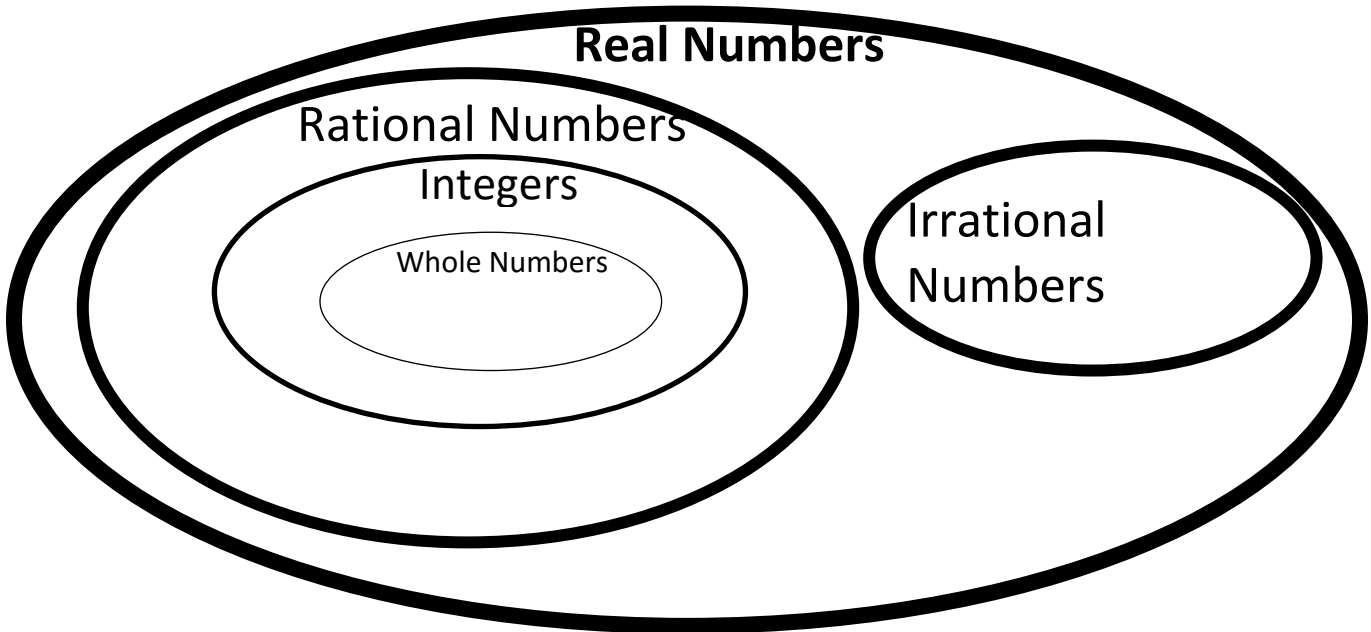 Real Numbers
Rational Numbers
Integers
Whole Numbers
Irrational
Numbers